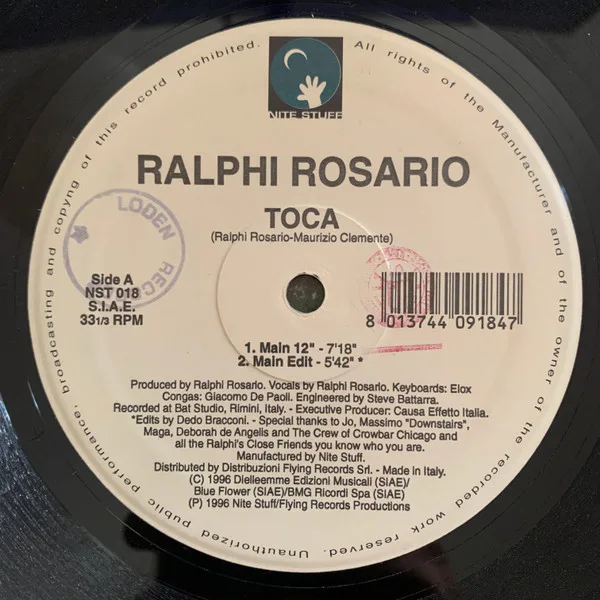 All rights of the Manufacturer and of the owner of the recorded work reserved. Unauthorized public performance, broadcasting and copyng of this record prohibited.
NITE STUFF
RALPHI ROSARIO
TOCA
(Ralphi Rosario-Maurizio Clemente)
LODEN REC
Side A
NST 018
S.I.A.E.
33 1/3 RPM
8 013744 091847
1. Main 12" - 7'18"
2. Main Edit - 5'42" *
Produced by Ralphi Rosario. Vocals by Ralphi Rosario. Keyboards: Elox
Congas: Giacomo De Paoli. Engineered by Steve Battarra.
Recorded at Bat Studio, Rimini, Italy. - Executive Producer: Causa Effetto Italia.
*Edits by Dedo Bracconi. - Special thanks to Jo, Massimo "Downstairs",
Maga, Deborah de Angelis and The Crew of Crowbar Chicago and
all the Ralphi's Close Friends you know who you are.
Manufactured by Nite Stuff.
Distributed by Distribuzioni Flying Records Srl. - Made in Italy.
(C) 1996 Dielleemme Edizioni Musicali (SIAE)/
Blue Flower (SIAE)/BMG Ricordi Spa (SIAE)
(P) 1996 Nite Stuff/Flying Records Productions